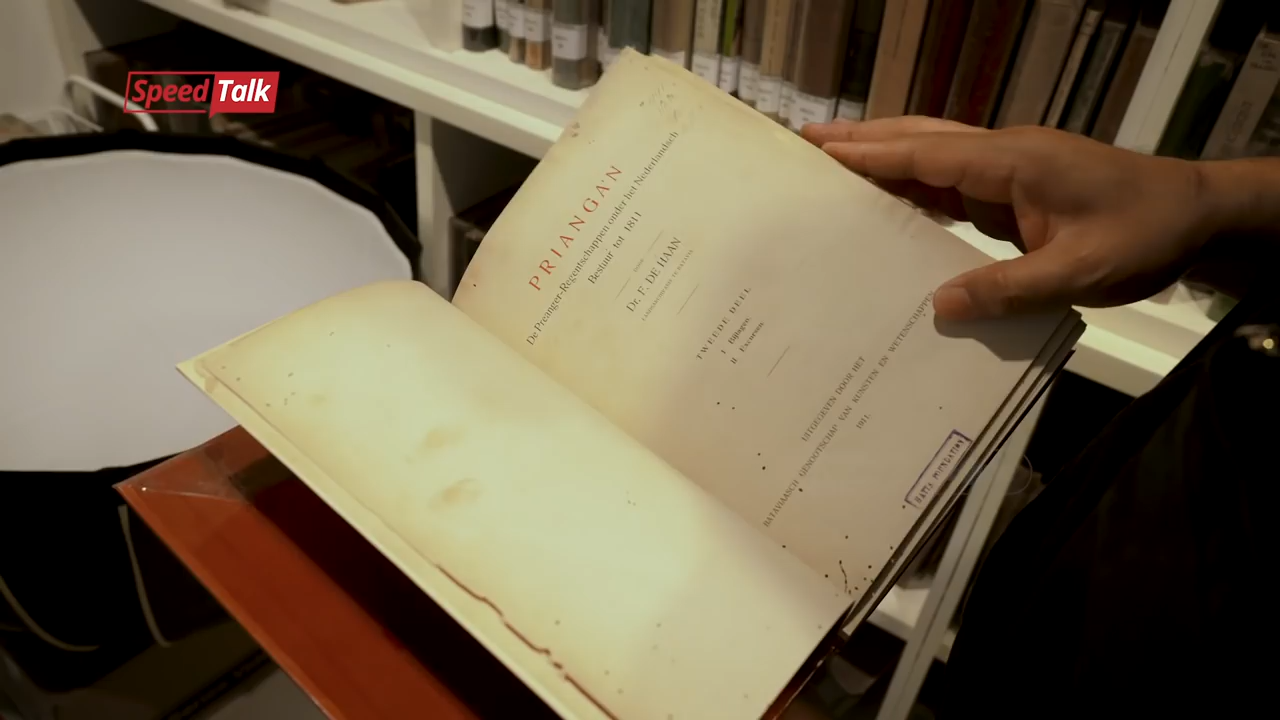 Speed Talk
PRIANGAN
De Preanger-Regentschappen onder het Nederlandsch
Bestuur tot 1811
DOOR
Dr. F. DE HAAN
TWEEDE DEEL
I Bijlagen.
II Excursen
UITGEGEVEN DOOR HET
BATAVIAASCH GENOOTSCHAP VAN KUNSTEN EN WETENSCHAPPEN
1911.